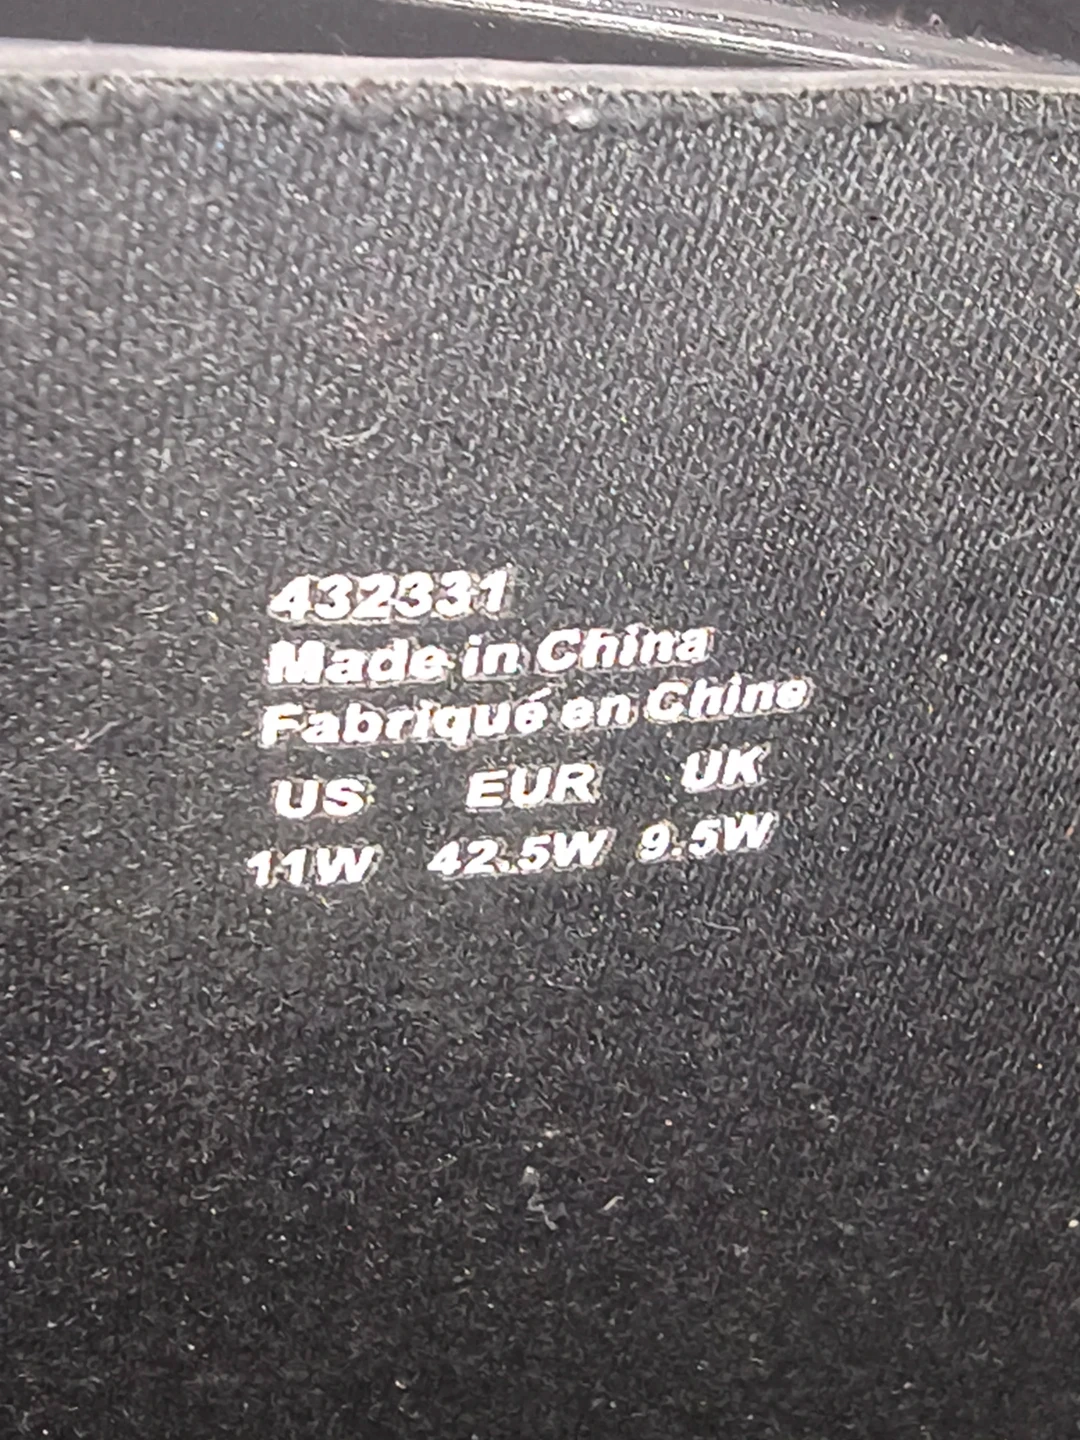 432331
Made in China
Fabriqué en Chine
US EUR UK
11W 42.5W 9.5W